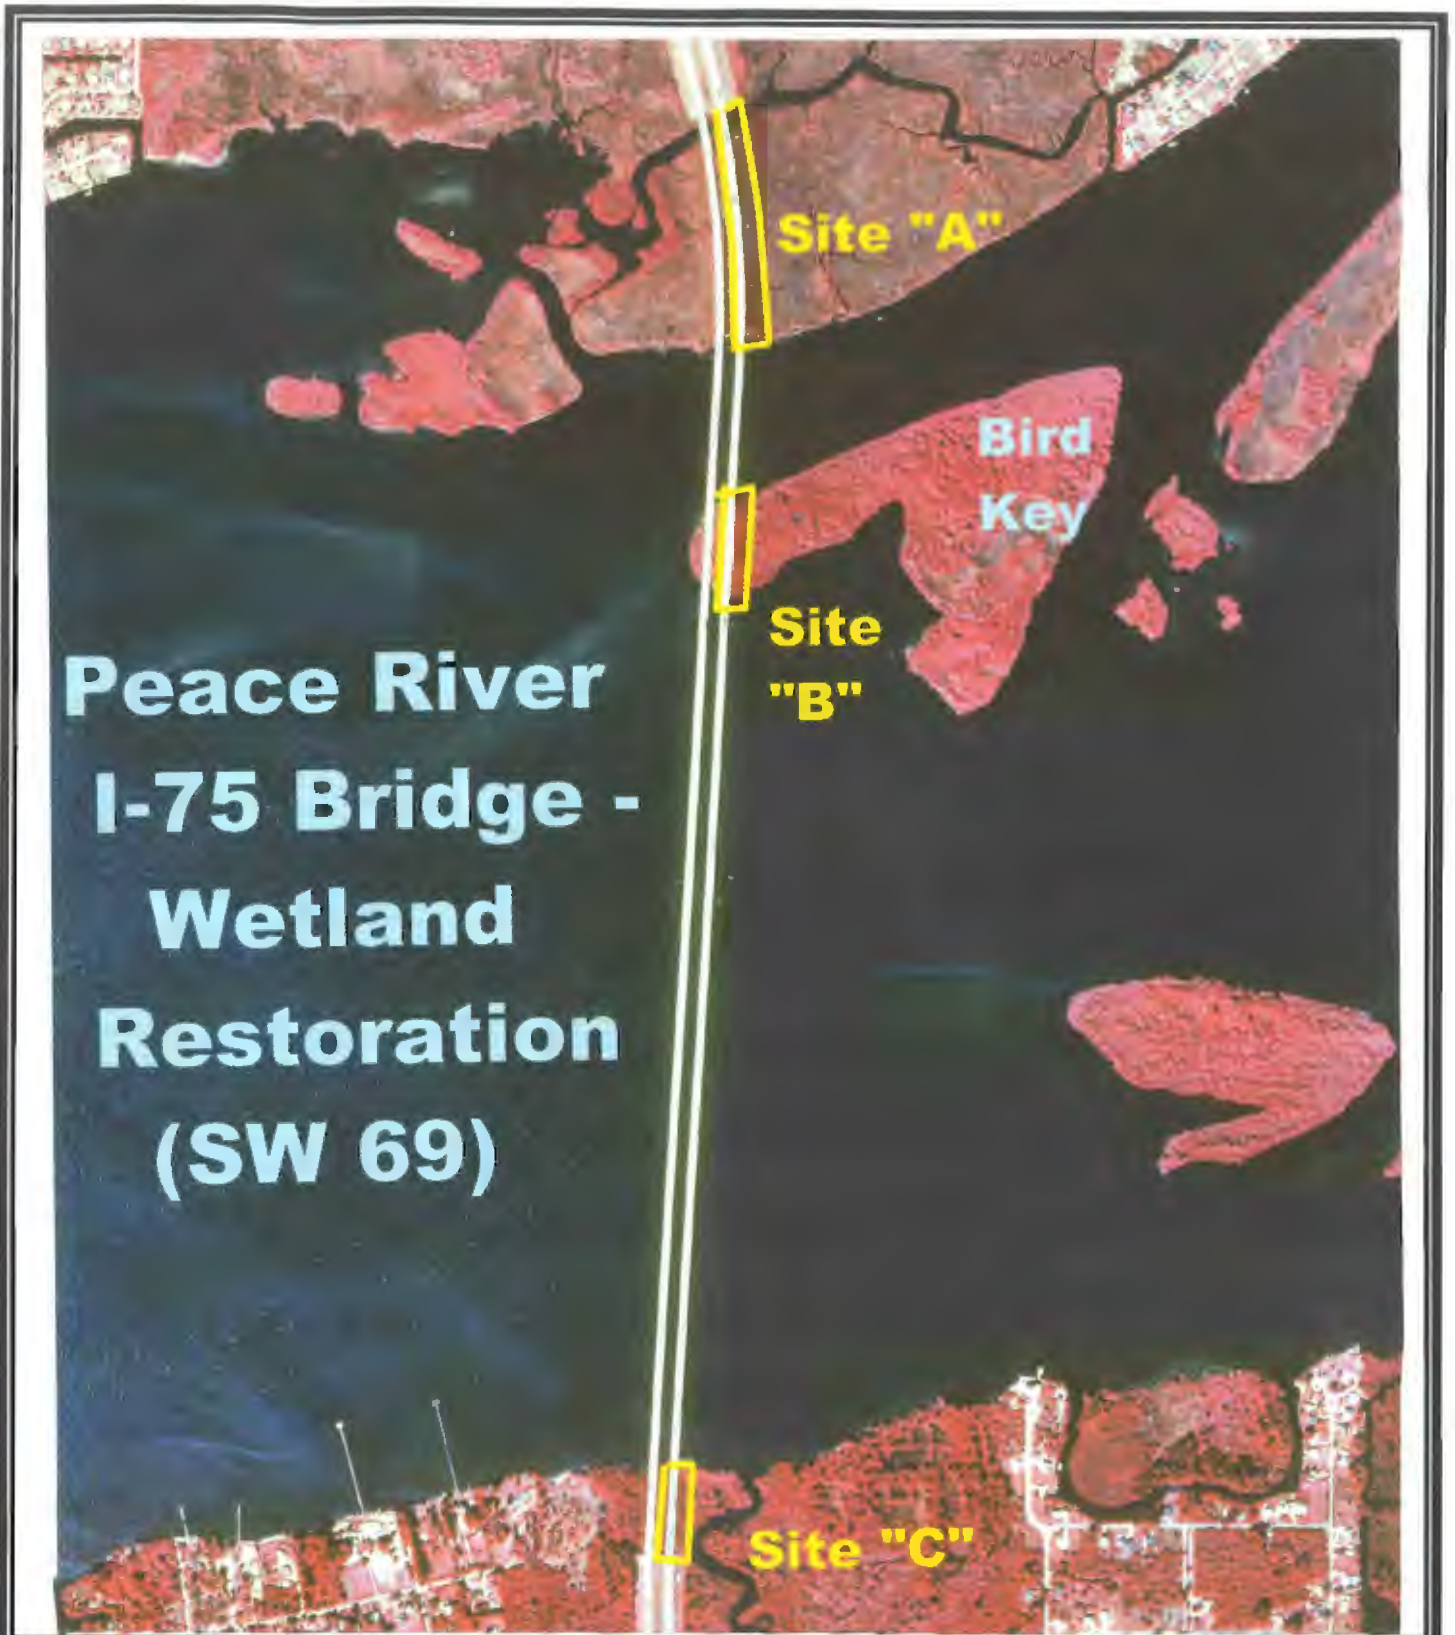 Site "A"
Bird
Key
Site
"B"
Peace River
I-75 Bridge -
Wetland
Restoration
(SW 69)
Site "C"